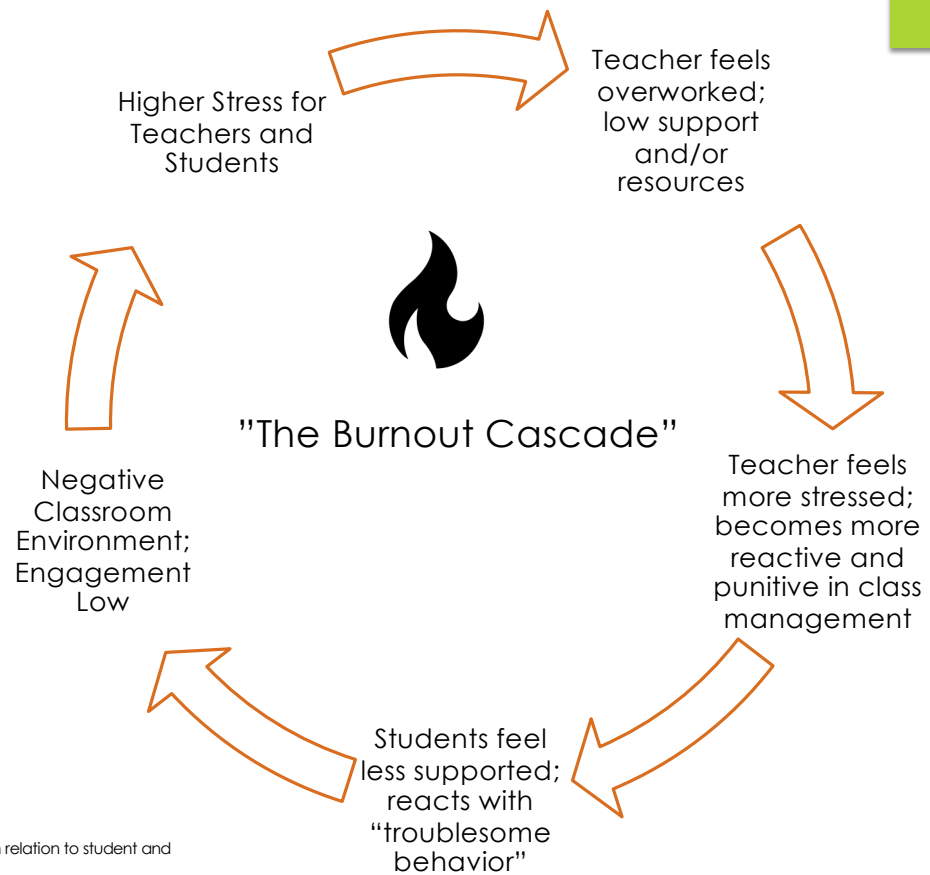 Higher Stress for
Teachers and
Students
Teacher feels
overworked;
low support
and/or
resources
”The Burnout Cascade”
Teacher feels
more stressed;
becomes more
reactive and
punitive in class
management
Students feel
less supported;
reacts with
“troublesome
behavior”
Negative
Classroom
Environment;
Engagement
Low
relation to student and